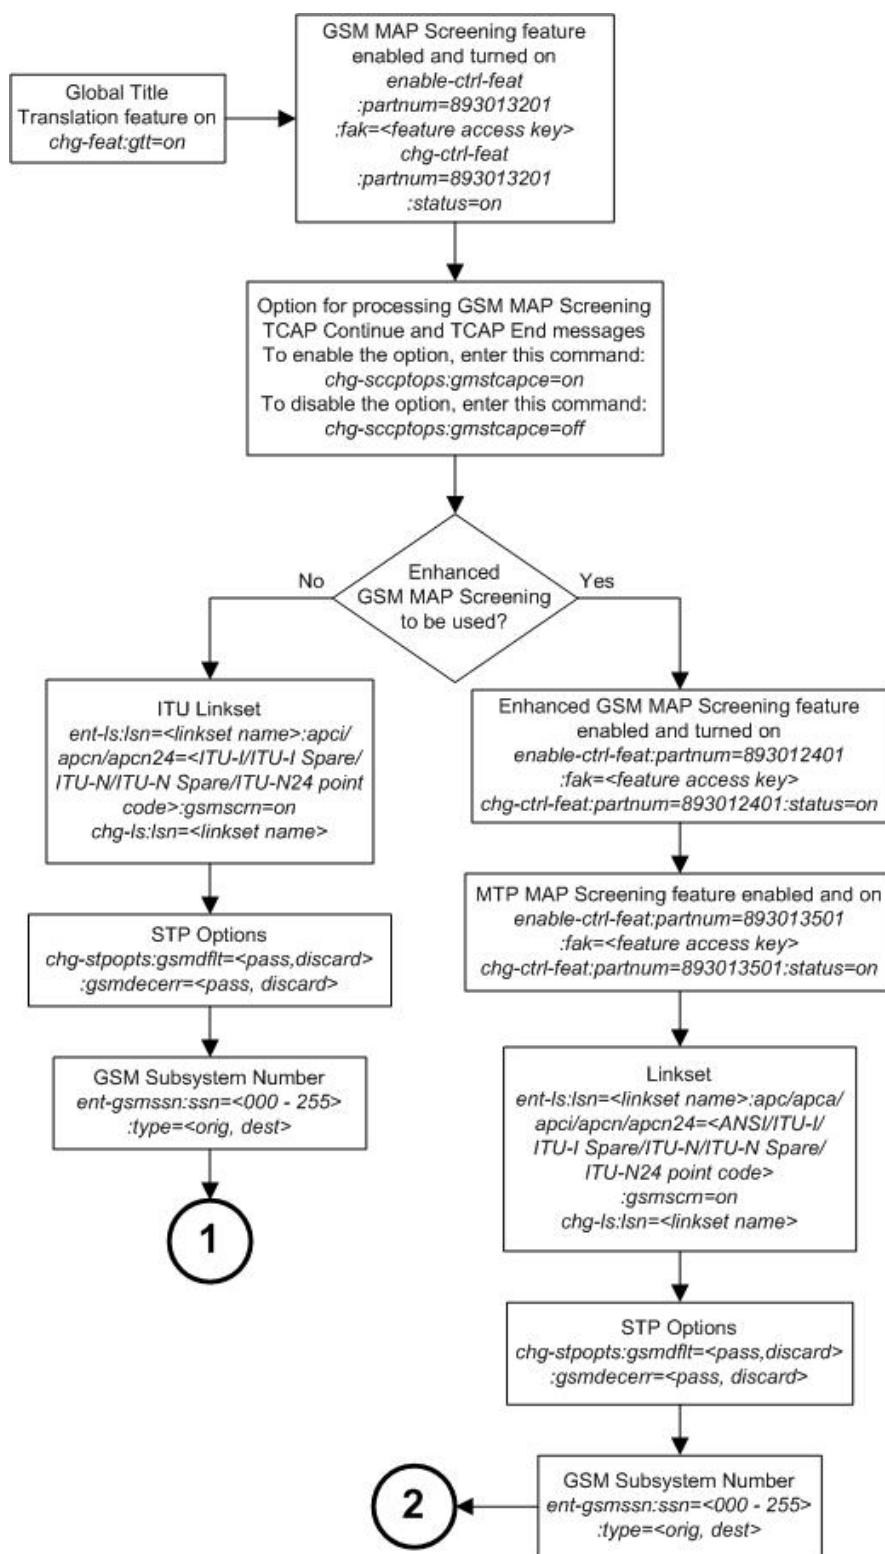 GSM MAP Screening feature
enabled and turned on
enable-ctrl-feat
:partnum=893013201
:fak=<feature access key>
chg-ctrl-feat
:partnum=893013201
:status=on
Global Title
Translation feature on
chg-feat:gtt=on
Option for processing GSM MAP Screening
TCAP Continue and TCAP End messages
To enable the option, enter this command:
chg-sccptops:gmstcapce=on
To disable the option, enter this command:
chg-sccptops:gmstcapce=off
Enhanced
GSM MAP Screening
to be used?
No
Yes
ITU Linkset
ent-ls:lsn=<linkset name>:apci/
apcn/apcn24=<ITU-I/ITU-I Spare/
ITU-N/ITU-N Spare/ITU-N24 point
code>:gsmscrn=on
chg-ls:lsn=<linkset name>
STP Options
chg-stpopts:gsmdflt=<pass,discard>
:gsmdecerr=<pass, discard>
GSM Subsystem Number
ent-gsmssn:ssn=<000 - 255>
:type=<orig, dest>
1
Enhanced GSM MAP Screening feature
enabled and turned on
enable-ctrl-feat:partnum=893012401
:fak=<feature access key>
chg-ctrl-feat:partnum=893012401:status=on
MTP MAP Screening feature enabled and on
enable-ctrl-feat:partnum=893013501
:fak=<feature access key>
chg-ctrl-feat:partnum=893013501:status=on
Linkset
ent-ls:lsn=<linkset name>:apc/apca/
apci/apcn/apcn24=<ANSI/ITU-I/
ITU-I Spare/ITU-N/ITU-N Spare/
ITU-N24 point code>
:gsmscrn=on
chg-ls:lsn=<linkset name>
STP Options
chg-stpopts:gsmdflt=<pass,discard>
:gsmdecerr=<pass, discard>
GSM Subsystem Number
ent-gsmssn:ssn=<000 - 255>
:type=<orig, dest>
2